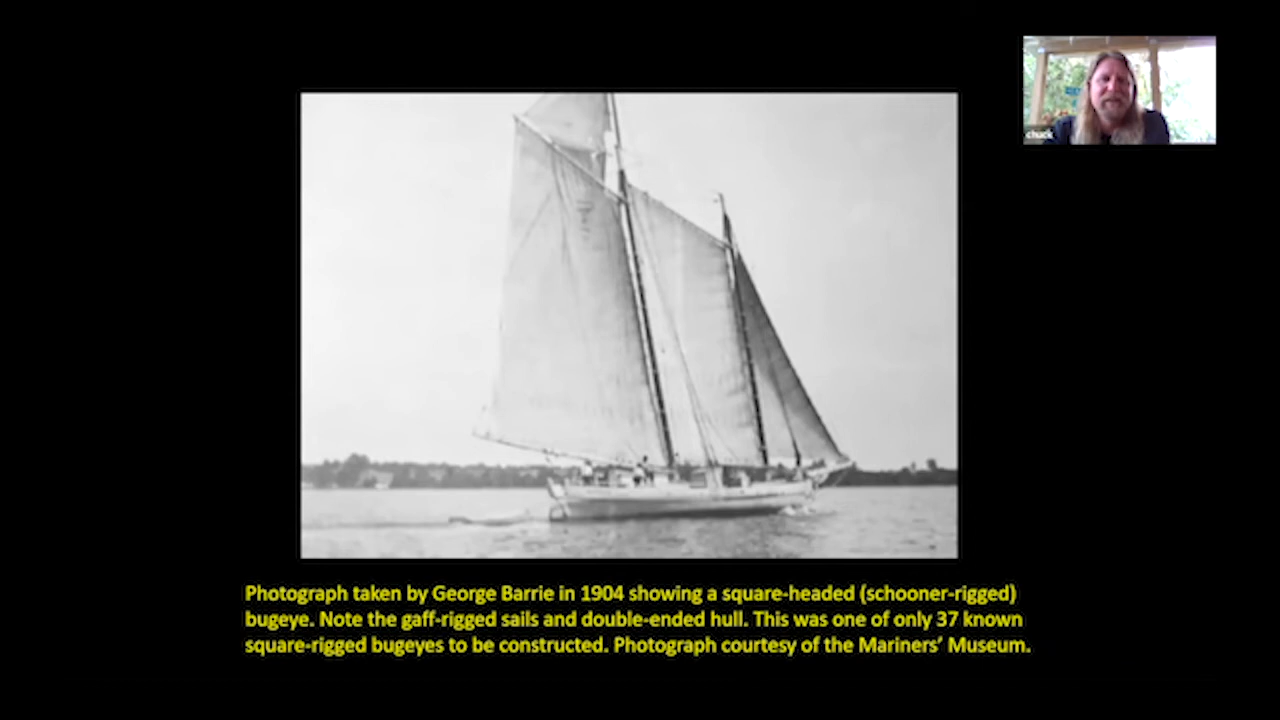 chuck
Photograph taken by George Barrie in 1904 showing a square-headed (schooner-rigged)
bugeye. Note the gaff-rigged sails and double-ended hull. This was one of only 37 known
square-rigged bugeyes to be constructed. Photograph courtesy of the Mariners’ Museum.